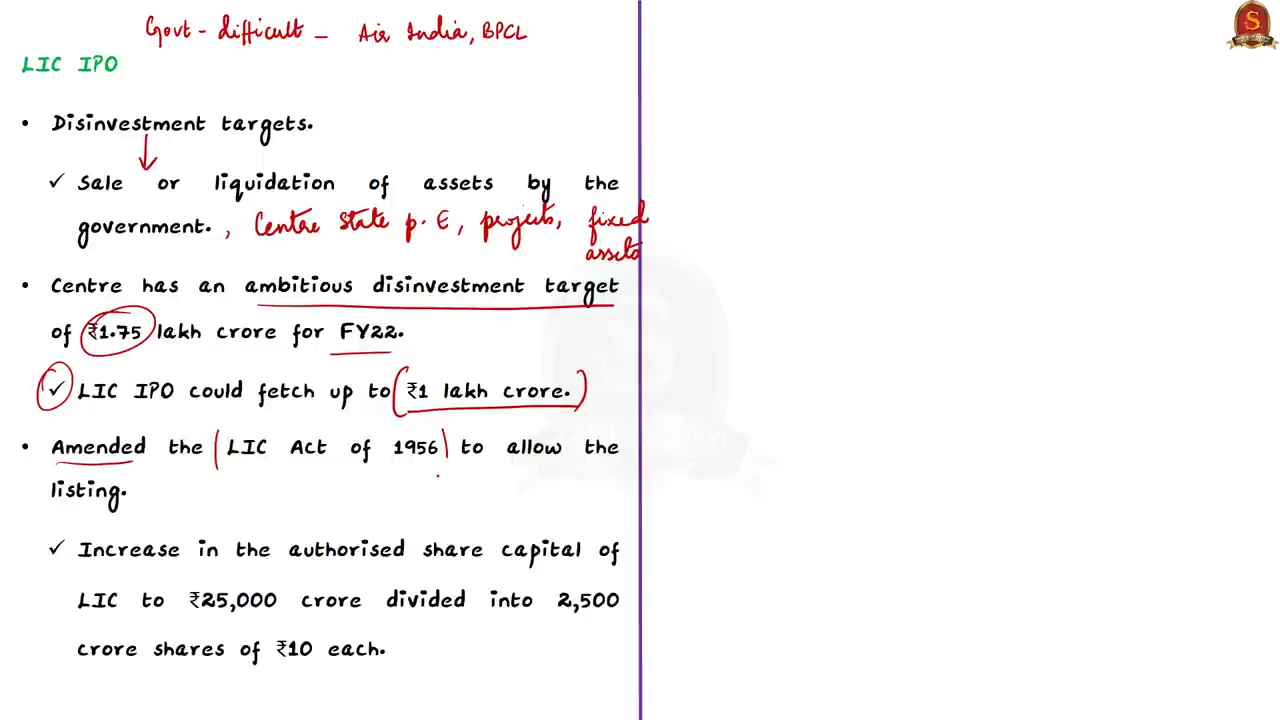 Govt - difficult - Air India, BPCL
LIC IPO
• Disinvestment targets.
✓ Sale or liquidation of assets by the
government. , Centre State P. E, projects, fixed
assets
• Centre has an ambitious disinvestment target
of ₹1.75 lakh crore for FY22.
✓ LIC IPO could fetch up to (₹1 lakh crore.)
• Amended the LIC Act of 1956 to allow the
listing.
✓ Increase in the authorised share capital of
LIC to ₹25,000 crore divided into 2,500
crore shares of ₹10 each.